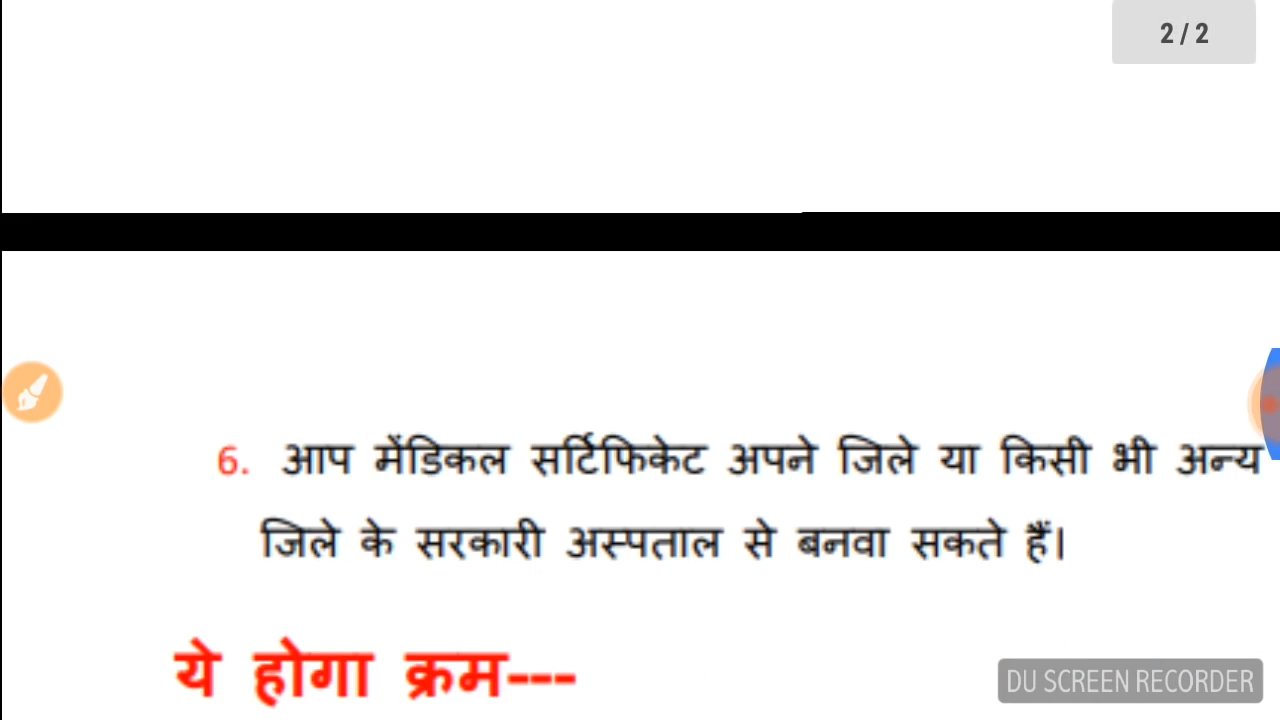 2 / 2
6. आप मेंडिकल सर्टिफिकेट अपने जिले या किसी भी अन्य
जिले के सरकारी अस्पताल से बनवा सकते हैं।
ये होगा क्रम---
DU SCREEN RECORDER